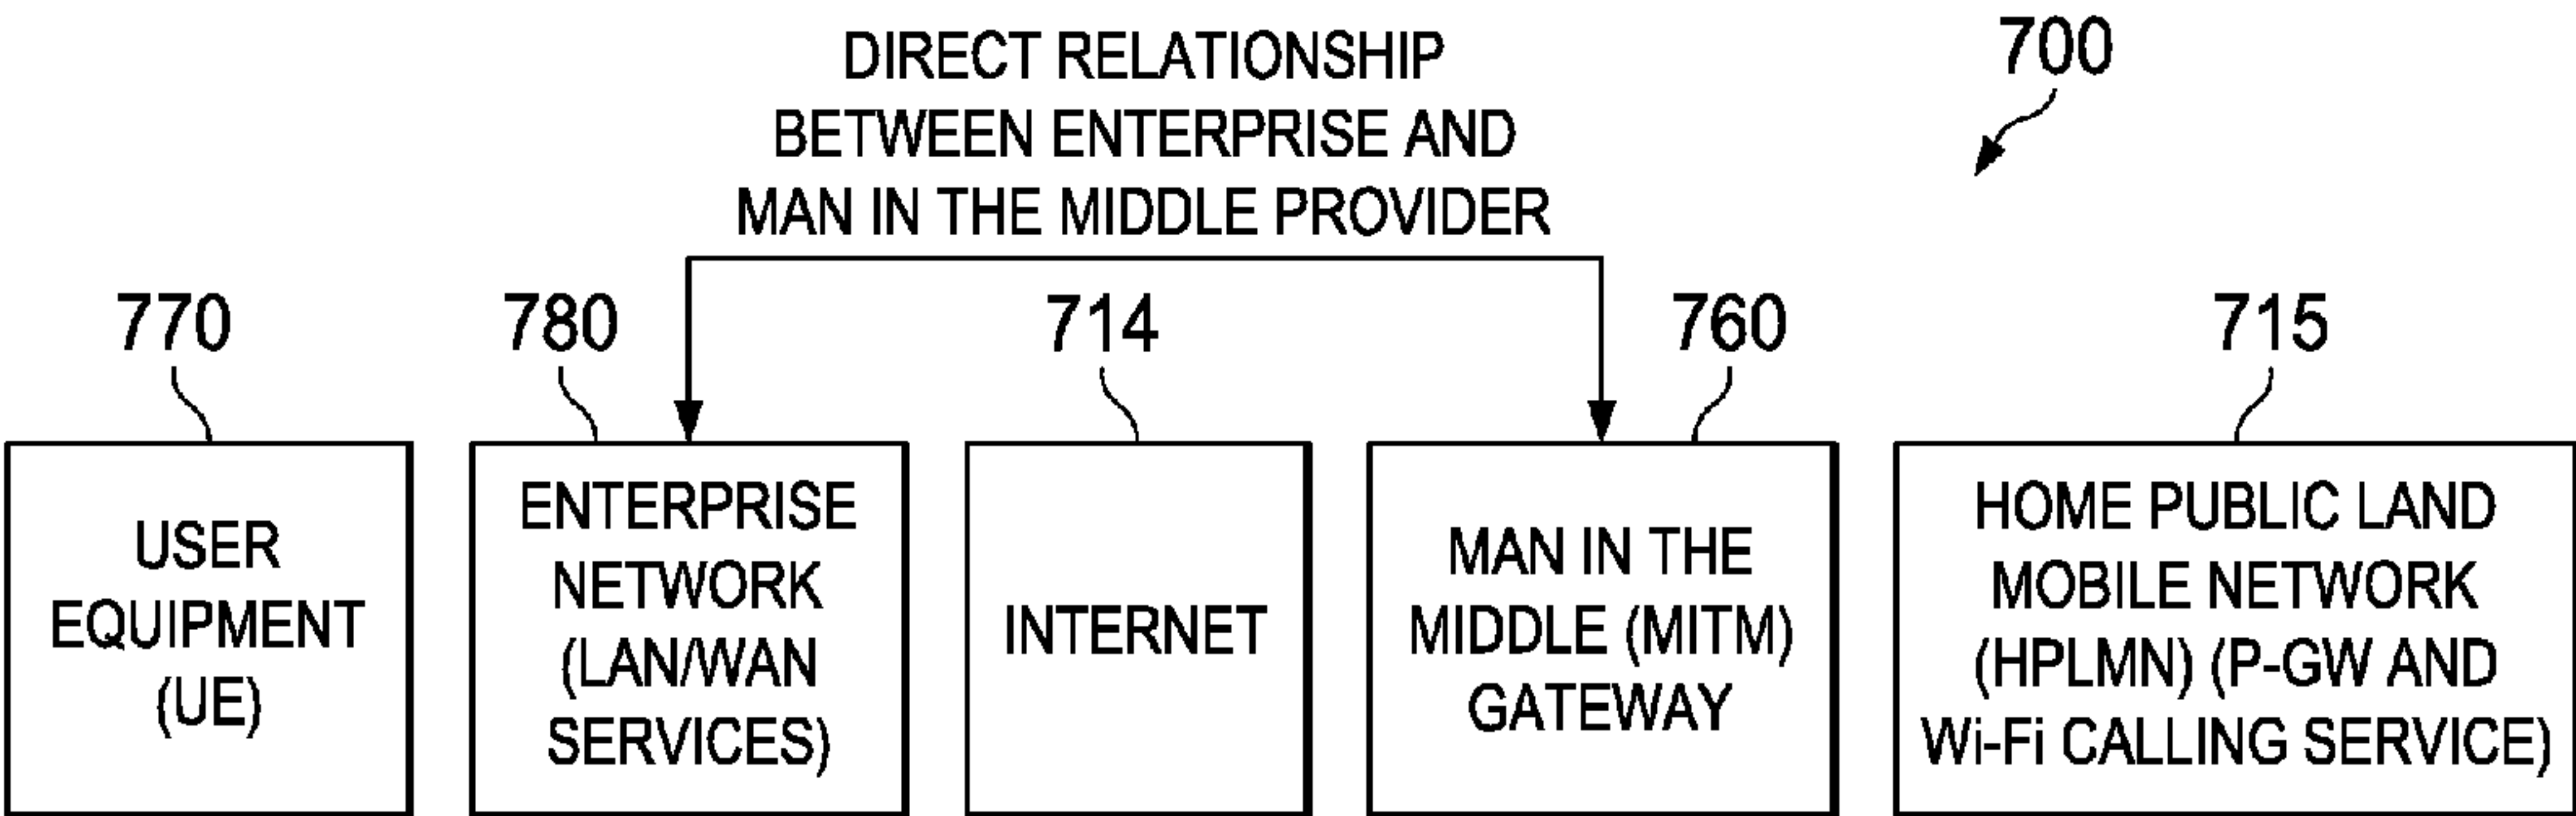 700
DIRECT RELATIONSHIP
BETWEEN ENTERPRISE AND
MAN IN THE MIDDLE PROVIDER
770
780
714
760
715
USER
EQUIPMENT
(UE)
ENTERPRISE
NETWORK
(LAN/WAN
SERVICES)
INTERNET
MAN IN THE
MIDDLE (MITM)
GATEWAY
HOME PUBLIC LAND
MOBILE NETWORK
(HPLMN) (P-GW AND
Wi-Fi CALLING SERVICE)